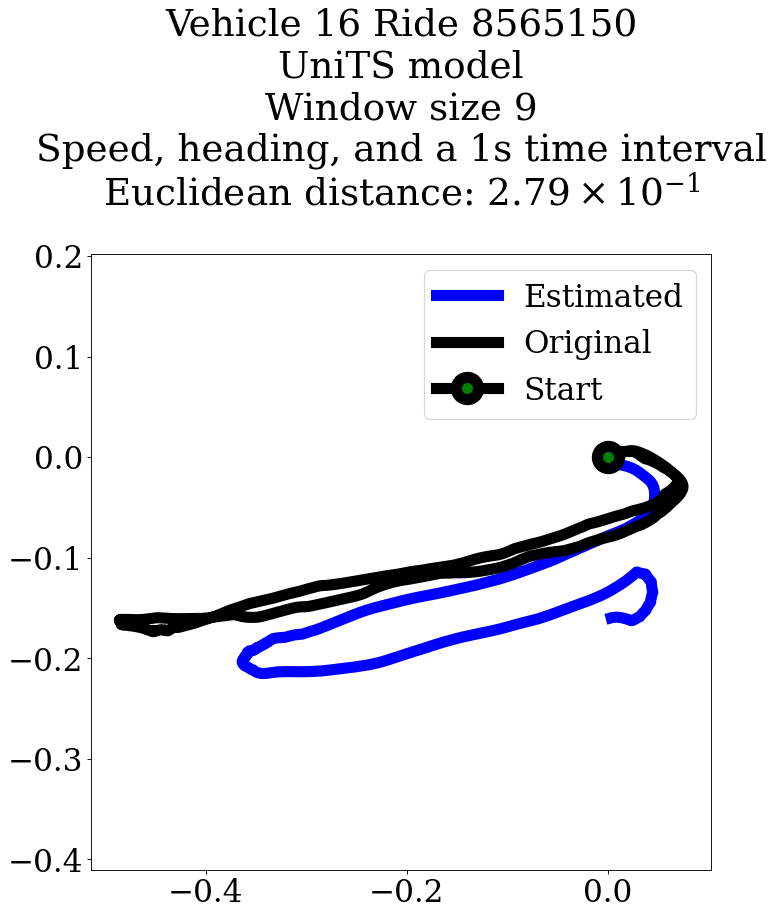 Vehicle 16 Ride 8565150
UniTS model
Window size 9
Speed, heading, and a 1s time interval
Euclidean distance: 2.79 × 10⁻¹
Estimated
Original
Start
0.2
0.1
0.0
−0.1
−0.2
−0.3
−0.4
−0.4 −0.2 0.0